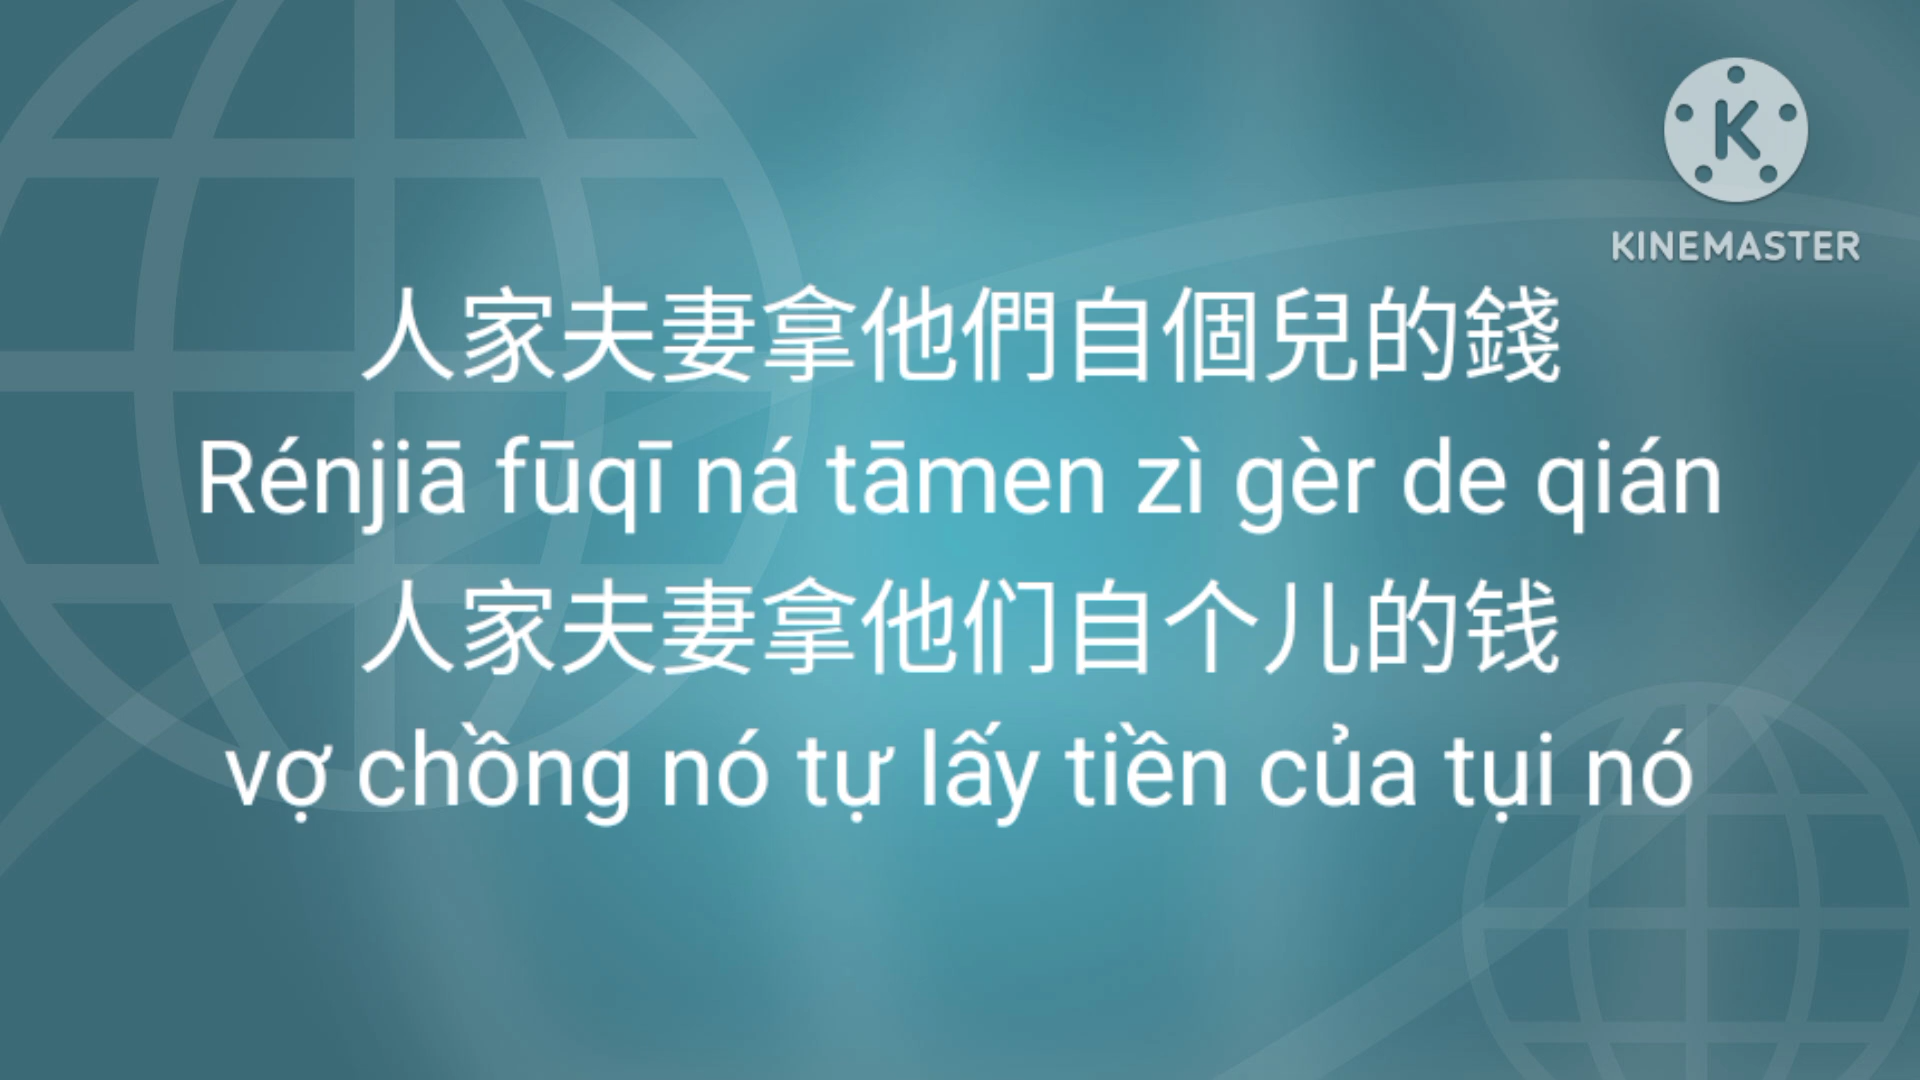 K
KINEMASTER
人家夫妻拿他們自個兒的錢
Rénjiā fūqī ná tāmen zì gèr de qián
人家夫妻拿他们自个儿的钱
vợ chồng nó tự lấy tiền của tụi nó